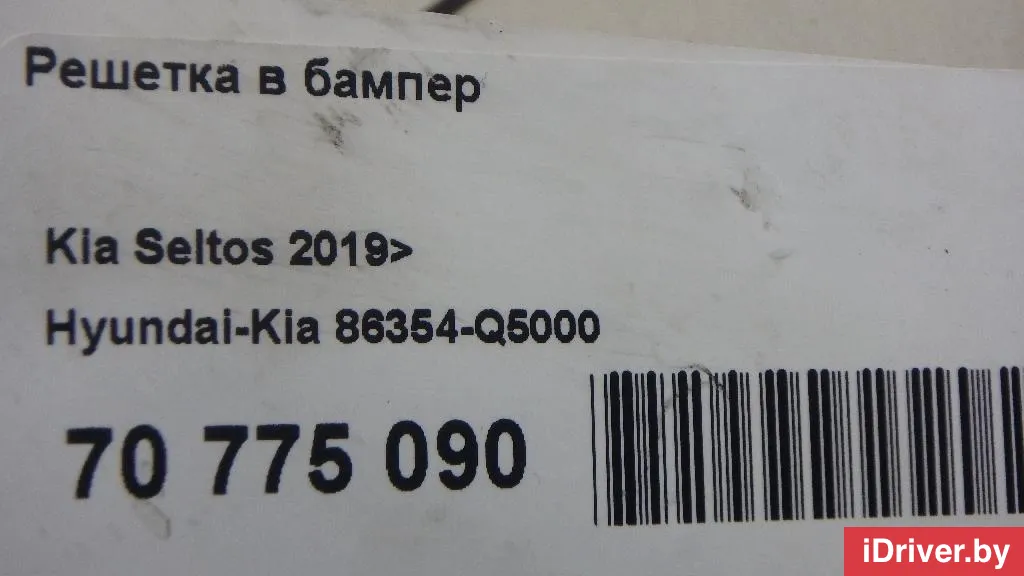 Решетка в бампер
Kia Seltos 2019>
Hyundai-Kia 86354-Q5000
70 775 090
iDriver.by